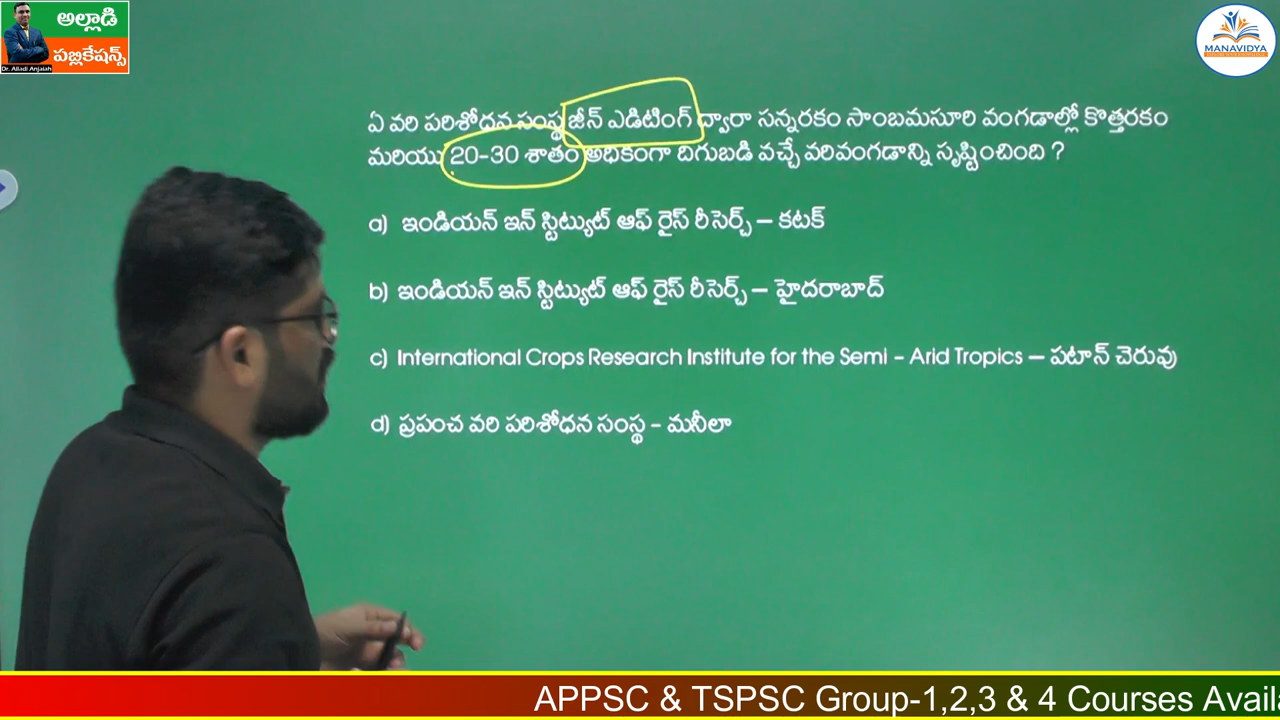 అల్లాడి
పబ్లికేషన్స్
Dr. Alladi Anjaiah
MANAVIDYA
ఏ వరి పరిశోధన సంస్థ జీన్ ఎడిటింగ్ ద్వారా సన్నరకం సాంబమసూరి వంగడాల్లో కొత్తరకం
మరియు 20-30 శాతం అధికంగా దిగుబడి వచ్చే వరివంగడాన్ని సృష్టించింది ?
a) ఇండియన్ ఇన్ స్టిట్యుట్ ఆఫ్ రైస్ రీసెర్చ్ – కటక్
b) ఇండియన్ ఇన్ స్టిట్యుట్ ఆఫ్ రైస్ రీసెర్చ్ – హైదరాబాద్
c) International Crops Research Institute for the Semi - Arid Tropics – పటాన్ చెరువు
d) ప్రపంచ వరి పరిశోధన సంస్థ - మనీలా
APPSC & TSPSC Group-1,2,3 & 4 Courses Availa